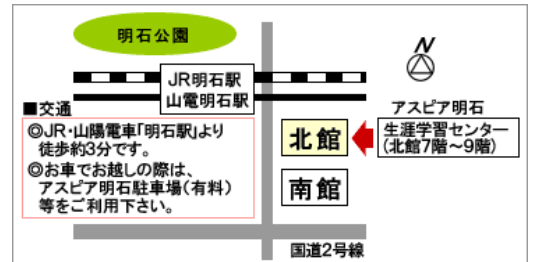 明石公園
N
JR明石駅
山電明石駅
■交通
◎JR・山陽電車「明石駅」より
徒歩約3分です。
◎お車でお越しの際は、
アスピア明石駐車場(有料)
等をご利用下さい。
北館
南館
アスピア明石
生涯学習センター
(北館7階～9階)
国道2号線